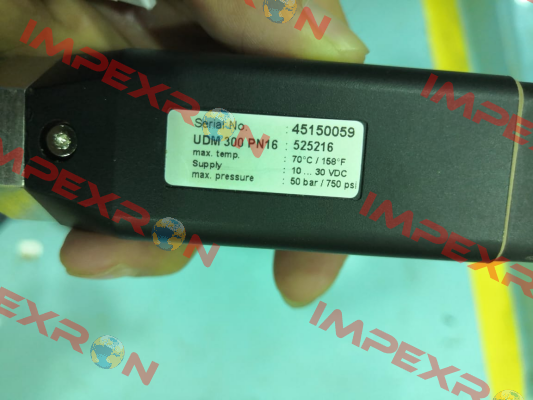 IMPEXRON
IMPEXRON
Serial No : 45150059
UDM 300 PN16 : 525216
max. temp. : 70°C / 158°F
Supply : 10 ... 30 VDC
max. pressure : 50 bar / 750 psi
IMPEXRON
IMPEXRON
IMPEXRON
IMPEXRON